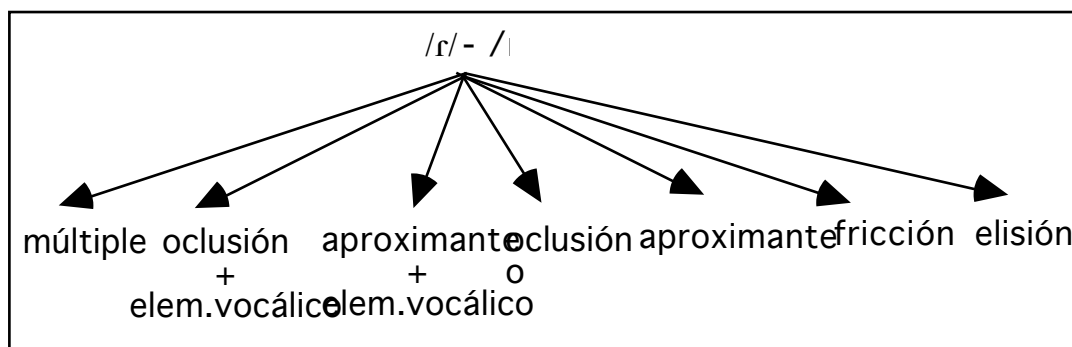 /ɾ/ - /
múltiple oclusión aproximante oclusión aproximante fricción elisión
+ + o
elem.vocálico elem.vocálico